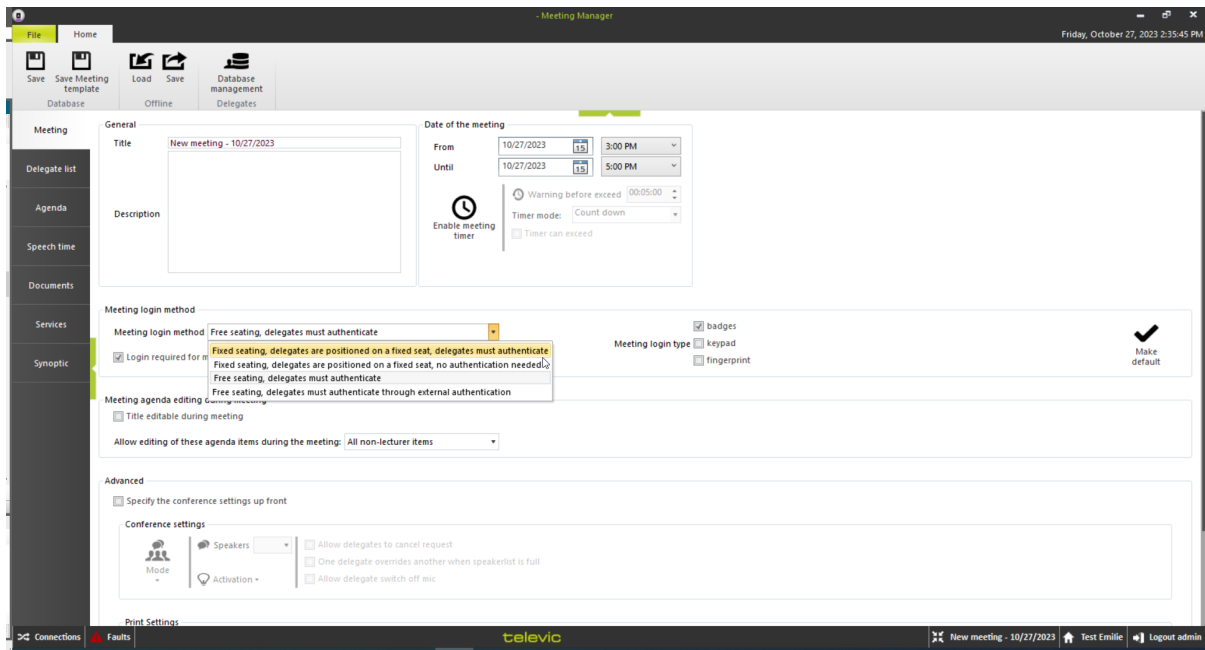 - Meeting Manager
File Home
Friday, October 27, 2023 2:35:45 PM
Save Save Meeting template Load Save Database management
Database Offline Delegates
Meeting
Delegate list
Agenda
Speech time
Documents
Services
Synoptic
General
Title New meeting - 10/27/2023
Description
Date of the meeting
From 10/27/2023 15 3:00 PM
Until 10/27/2023 15 5:00 PM
Enable meeting timer
Warning before exceed 00:05:00
Timer mode: Count down
Timer can exceed
Meeting login method
Meeting login method Free seating, delegates must authenticate
Login required for m
Fixed seating, delegates are positioned on a fixed seat, delegates must authenticate
Fixed seating, delegates are positioned on a fixed seat, no authentication needed
Free seating, delegates must authenticate
Free seating, delegates must authenticate through external authentication
Meeting login type
badges
keypad
fingerprint
Make default
Meeting agenda editing during meeting
Title editable during meeting
Allow editing of these agenda items during the meeting: All non-lecturer items
Advanced
Specify the conference settings up front
Conference settings
Mode
Speakers
Activation
Allow delegates to cancel request
One delegate overrides another when speakerlist is full
Allow delegate switch off mic
Print Settings
Connections Faults televic New meeting - 10/27/2023 Test Emilie Logout admin